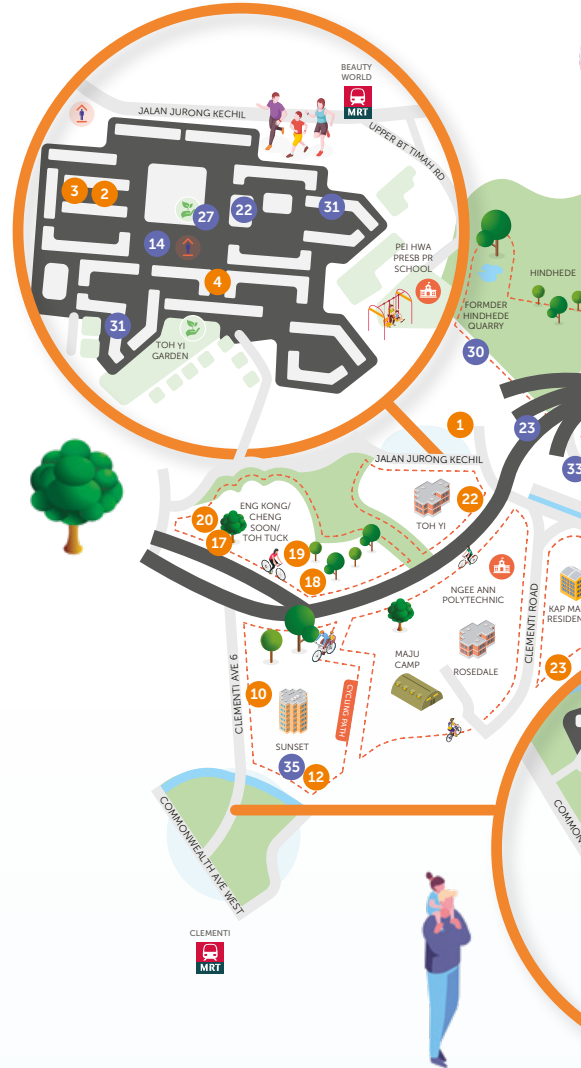 BEAUTY
WORLD
MRT
JALAN JURONG KECHIL
UPPER BT TIMAH RD
3
2
27
22
31
14
4
PEI HWA
PRESB PR
SCHOOL
31
TOH YI
GARDEN
HINDHEDE
FORMDER
HINDHEDE
QUARRY
30
1
23
33
JALAN JURONG KECHIL
22
TOH YI
20
ENG KONG/
CHENG
SOON/
TOH TUCK
17
19
18
NGEE ANN
POLYTECHNIC
CLEMENTI ROAD
KAP MA
RESIDEN
23
CLEMENTI AVE 6
MAJU
CAMP
ROSEDALE
10
CYCLING PATH
SUNSET
35
12
COMMONWEALTH AVE WEST
COMMON
CLEMENTI
MRT